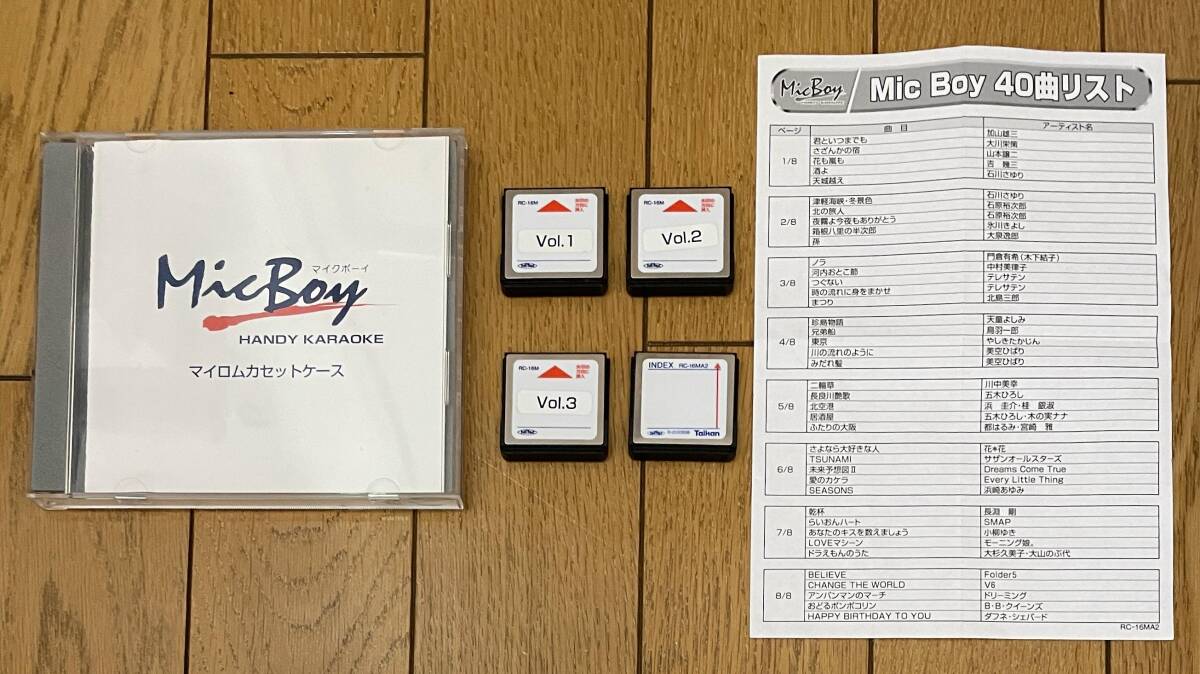 マイクボーイ
MicBoy
HANDY KARAOKE
マイロムカセットケース
RC-16M
Vol.1
RC-16M
Vol.2
RC-16M
Vol.3
INDEX RC-16MA2
Taikan
MicBoy
HANDY KARAOKE
Mic Boy 40曲リスト
ページ 曲目 アーティスト名
1/8
君といつまでも 加山雄三
さざんかの宿 大川栄策
花も嵐も 山本譲二
酒よ 吉 幾三
天城越え 石川さゆり
2/8
津軽海峡・冬景色 石川さゆり
北の旅人 石原裕次郎
夜霧よ今夜もありがとう 石原裕次郎
箱根八里の半次郎 氷川きよし
孫 大泉逸郎
3/8
ノラ 門倉有希(木下結子)
河内おとこ節 中村美律子
つぐない テレサテン
時の流れに身をまかせ テレサテン
まつり 北島三郎
4/8
珍島物語 天童よしみ
兄弟船 鳥羽一郎
東京 やしきたかじん
川の流れのように 美空ひばり
みだれ髪 美空ひばり
5/8
二輪草 川中美幸
長良川艶歌 五木ひろし
北空港 浜 圭介・桂 銀淑
居酒屋 五木ひろし・木の実ナナ
ふたりの大阪 都はるみ・宮崎 雅
6/8
さよなら大好きな人 花*花
TSUNAMI サザンオールスターズ
未来予想図Ⅱ Dreams Come True
愛のカケラ Every Little Thing
SEASONS 浜崎あゆみ
7/8
乾杯 長渕 剛
らいおんハート SMAP
あなたのキスを数えましょう 小柳ゆき
LOVEマシーン モーニング娘。
ドラえもんのうた 大杉久美子・大山のぶ代
8/8
BELIEVE Folder5
CHANGE THE WORLD V6
アンパンマンのマーチ ドリーミング
おどるポンポコリン B・B・クイーンズ
HAPPY BIRTHDAY TO YOU ダフネ・シェパード
RC-16MA2